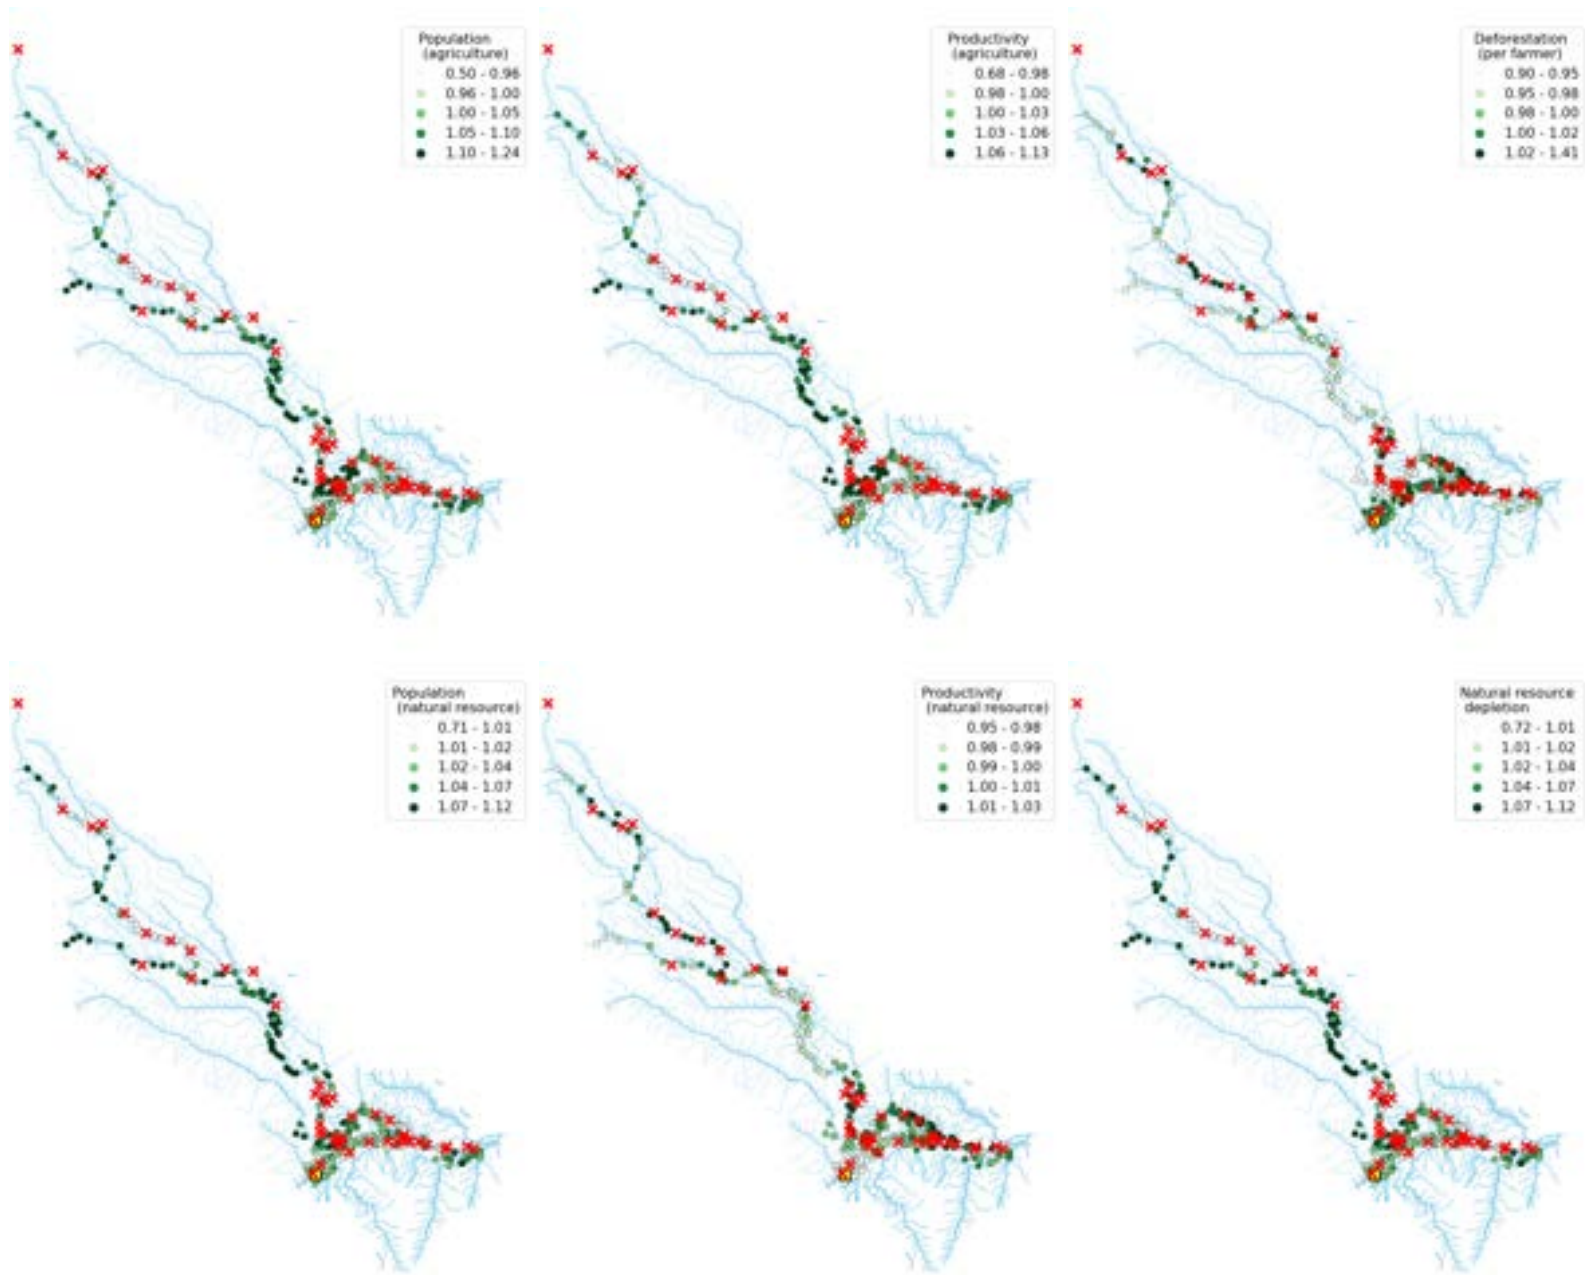 Population
(agriculture)
0.50 - 0.96
0.96 - 1.00
1.00 - 1.05
1.05 - 1.10
1.10 - 1.24
Productivity
(agriculture)
0.68 - 0.98
0.98 - 1.00
1.00 - 1.03
1.03 - 1.06
1.06 - 1.13
Deforestation
(per farmer)
0.90 - 0.95
0.95 - 0.98
0.98 - 1.00
1.00 - 1.02
1.02 - 1.41
Population
(natural resource)
0.71 - 1.01
1.01 - 1.02
1.02 - 1.04
1.04 - 1.07
1.07 - 1.12
Productivity
(natural resource)
0.95 - 0.98
0.98 - 0.99
0.99 - 1.00
1.00 - 1.01
1.01 - 1.03
Natural resource
depletion
0.72 - 1.01
1.01 - 1.02
1.02 - 1.04
1.04 - 1.07
1.07 - 1.12